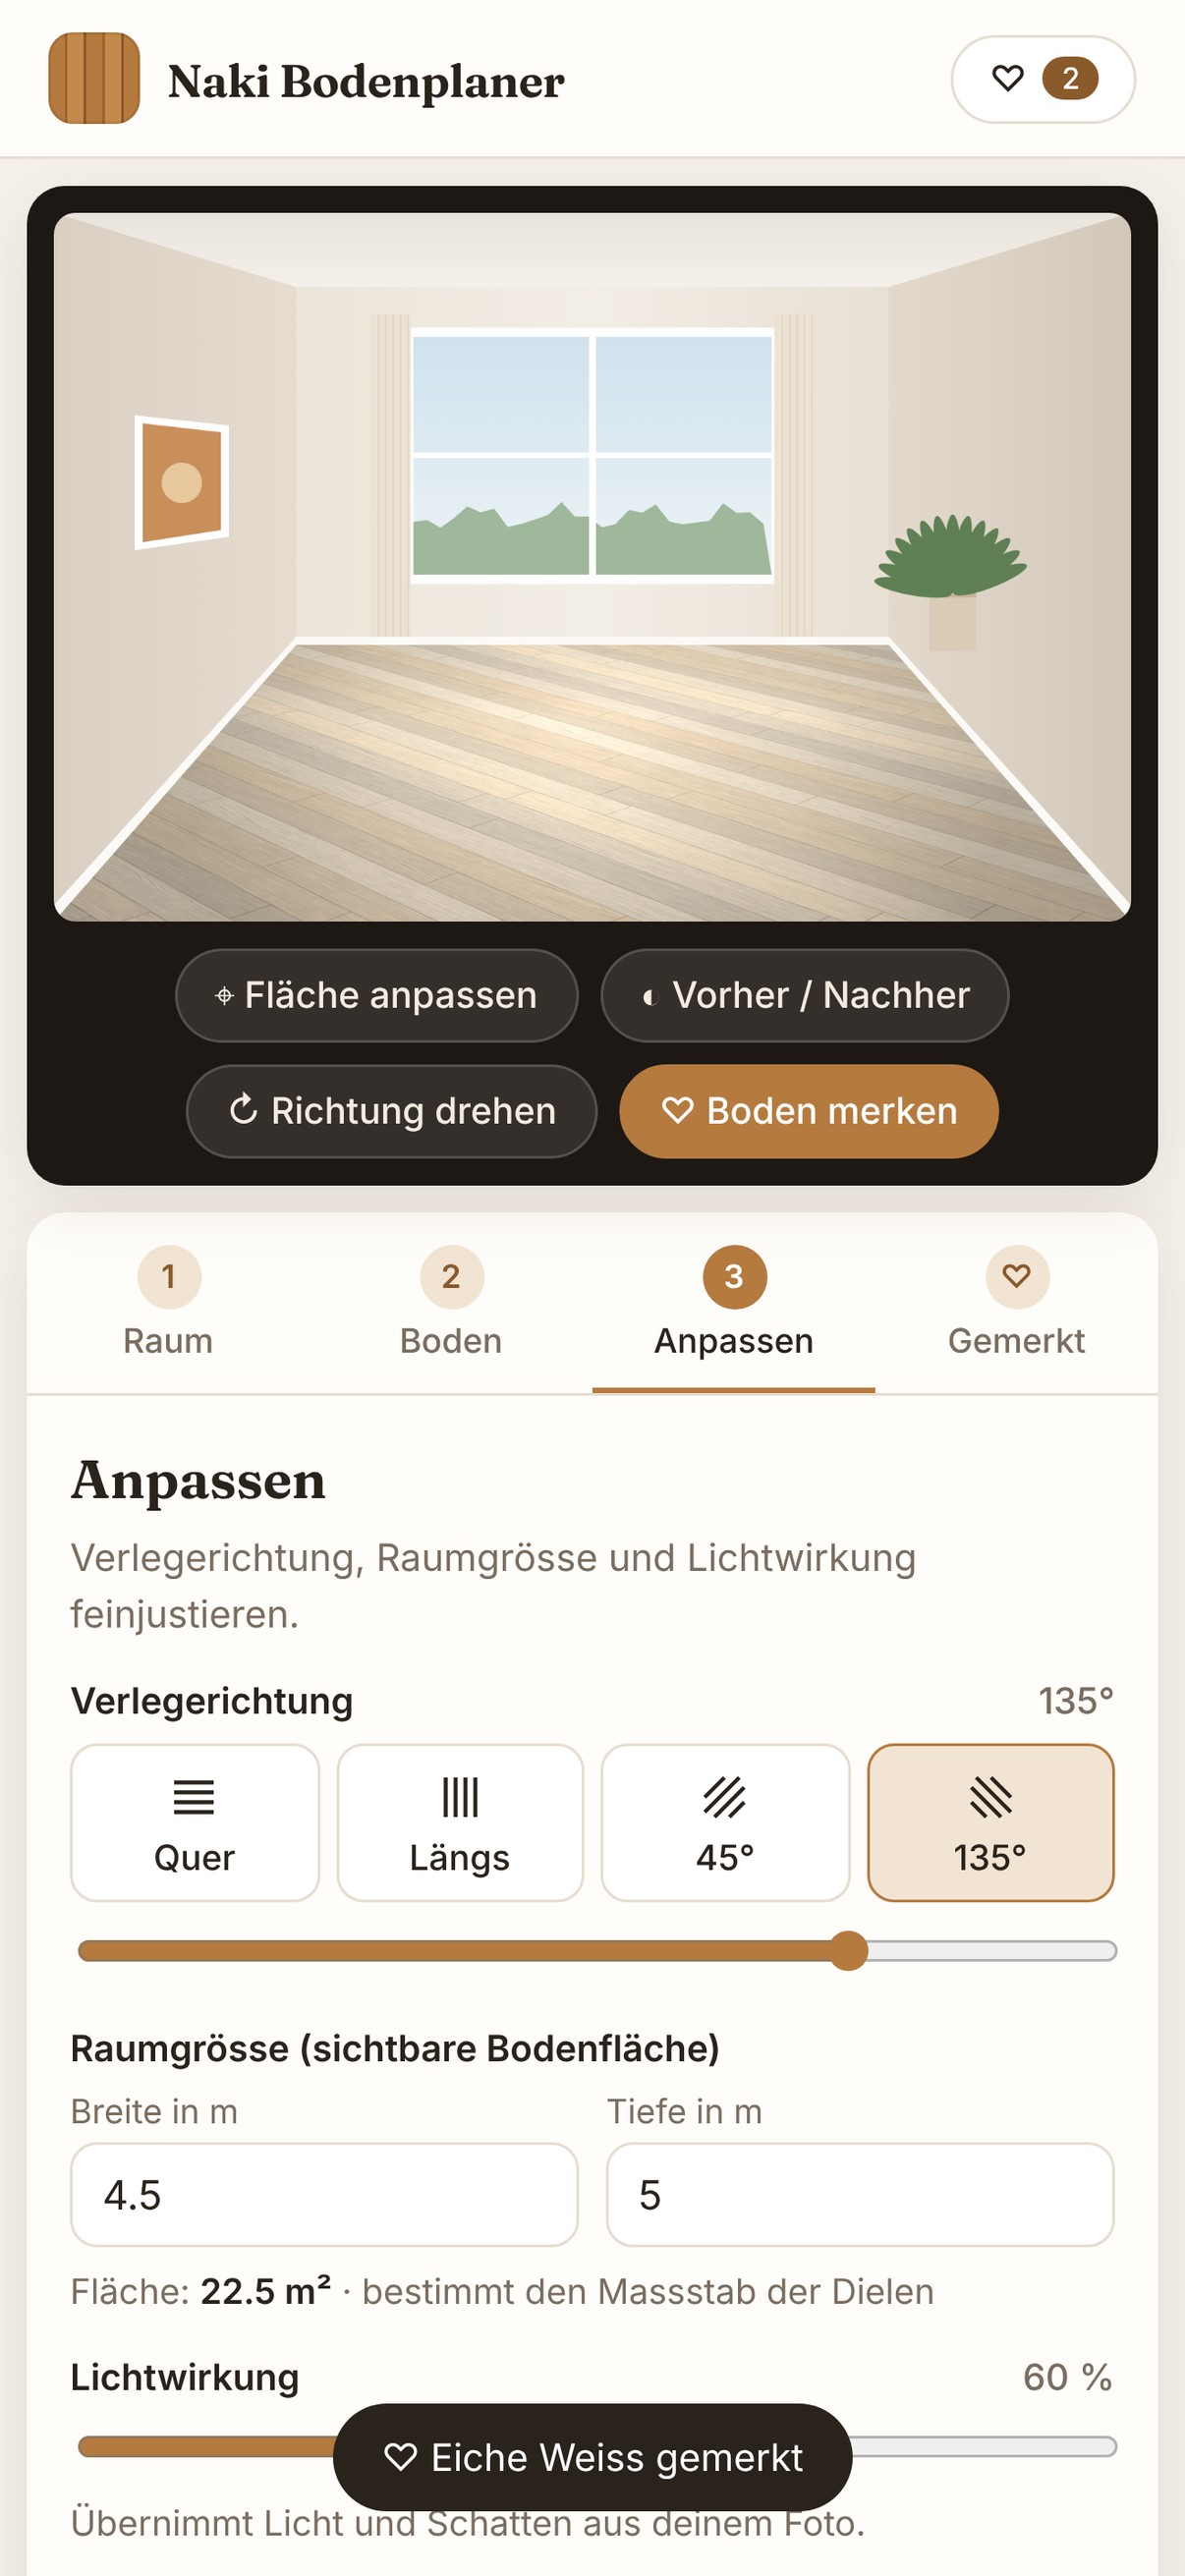 Naki Bodenplaner
♡ 2
⌖ Fläche anpassen
◐ Vorher / Nachher
↻ Richtung drehen
♡ Boden merken
1
2
3
♡
Raum
Boden
Anpassen
Gemerkt
Anpassen
Verlegerichtung, Raumgrösse und Lichtwirkung
feinjustieren.
Verlegerichtung
135°
Quer
Längs
45°
135°
Raumgrösse (sichtbare Bodenfläche)
Breite in m
Tiefe in m
4.5
5
Fläche: 22.5 m² · bestimmt den Massstab der Dielen
Lichtwirkung
60 %
♡ Eiche Weiss gemerkt
Übernimmt Licht und Schatten aus deinem Foto.